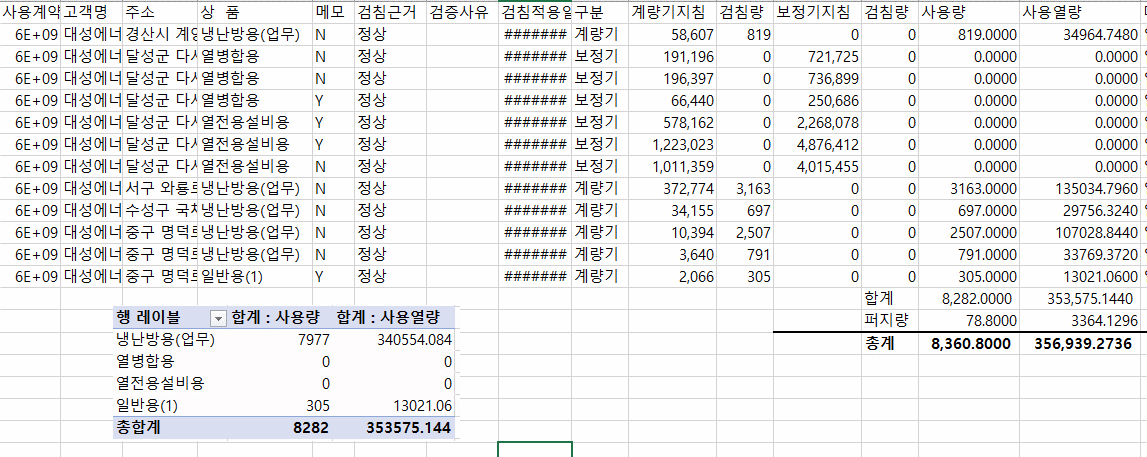 사용계약 고객명 주소 상 품 메모 검침근거 검증사유 검침적용일 구분 계량기지침 검침량 보정기지침 검침량 사용량 사용열량
6E+09 대성에너 경산시 계양 냉난방용(업무) N 정상 ####### 계량기 58,607 819 0 0 819.0000 34964.7480
6E+09 대성에너 달성군 다사 열병합용 N 정상 ####### 보정기 191,196 0 721,725 0 0.0000 0.0000
6E+09 대성에너 달성군 다사 열병합용 N 정상 ####### 보정기 196,397 0 736,899 0 0.0000 0.0000
6E+09 대성에너 달성군 다사 열병합용 Y 정상 ####### 보정기 66,440 0 250,686 0 0.0000 0.0000
6E+09 대성에너 달성군 다사 열전용설비용 Y 정상 ####### 보정기 578,162 0 2,268,078 0 0.0000 0.0000
6E+09 대성에너 달성군 다사 열전용설비용 Y 정상 ####### 보정기 1,223,023 0 4,876,412 0 0.0000 0.0000
6E+09 대성에너 달성군 다사 열전용설비용 N 정상 ####### 보정기 1,011,359 0 4,015,455 0 0.0000 0.0000
6E+09 대성에너 서구 와룡로 냉난방용(업무) N 정상 ####### 계량기 372,774 3,163 0 0 3163.0000 135034.7960
6E+09 대성에너 수성구 국채 냉난방용(업무) N 정상 ####### 계량기 34,155 697 0 0 697.0000 29756.3240
6E+09 대성에너 중구 명덕로 냉난방용(업무) N 정상 ####### 계량기 10,394 2,507 0 0 2507.0000 107028.8440
6E+09 대성에너 중구 명덕로 냉난방용(업무) N 정상 ####### 계량기 3,640 791 0 0 791.0000 33769.3720
6E+09 대성에너 중구 명덕로 일반용(1) Y 정상 ####### 계량기 2,066 305 0 0 305.0000 13021.0600
합계 8,282.0000 353,575.1440
퍼지량 78.8000 3364.1296
총계 8,360.8000 356,939.2736
행 레이블 합계 : 사용량 합계 : 사용열량
냉난방용(업무) 7977 340554.084
열병합용 0 0
열전용설비용 0 0
일반용(1) 305 13021.06
총합계 8282 353575.144